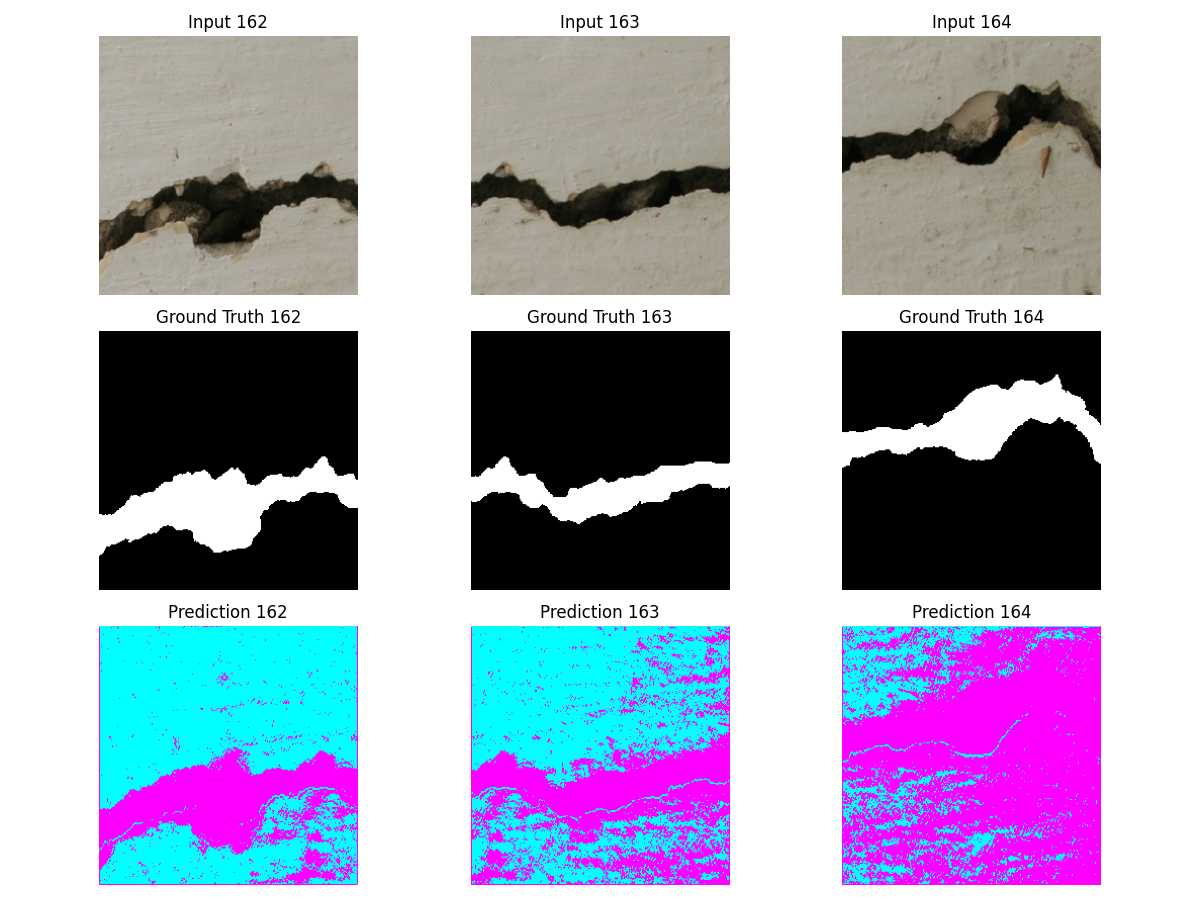 Input 162
Input 163
Input 164
Ground Truth 162
Ground Truth 163
Ground Truth 164
Prediction 162
Prediction 163
Prediction 164